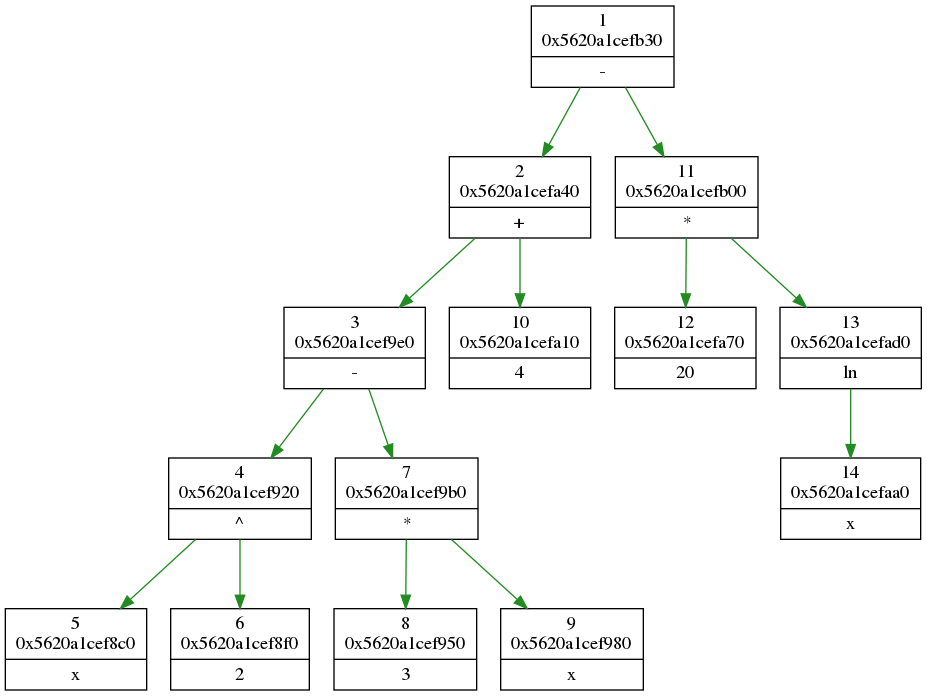 1
0x5620a1cefb30
-
2
0x5620a1cefa40
+
11
0x5620a1cefb00
*
3
0x5620a1cef9e0
-
10
0x5620a1cefa10
4
12
0x5620a1cefa70
20
13
0x5620a1cefad0
ln
4
0x5620a1cef920
^
7
0x5620a1cef9b0
*
14
0x5620a1cefaa0
x
5
0x5620a1cef8c0
x
6
0x5620a1cef8f0
2
8
0x5620a1cef950
3
9
0x5620a1cef980
x